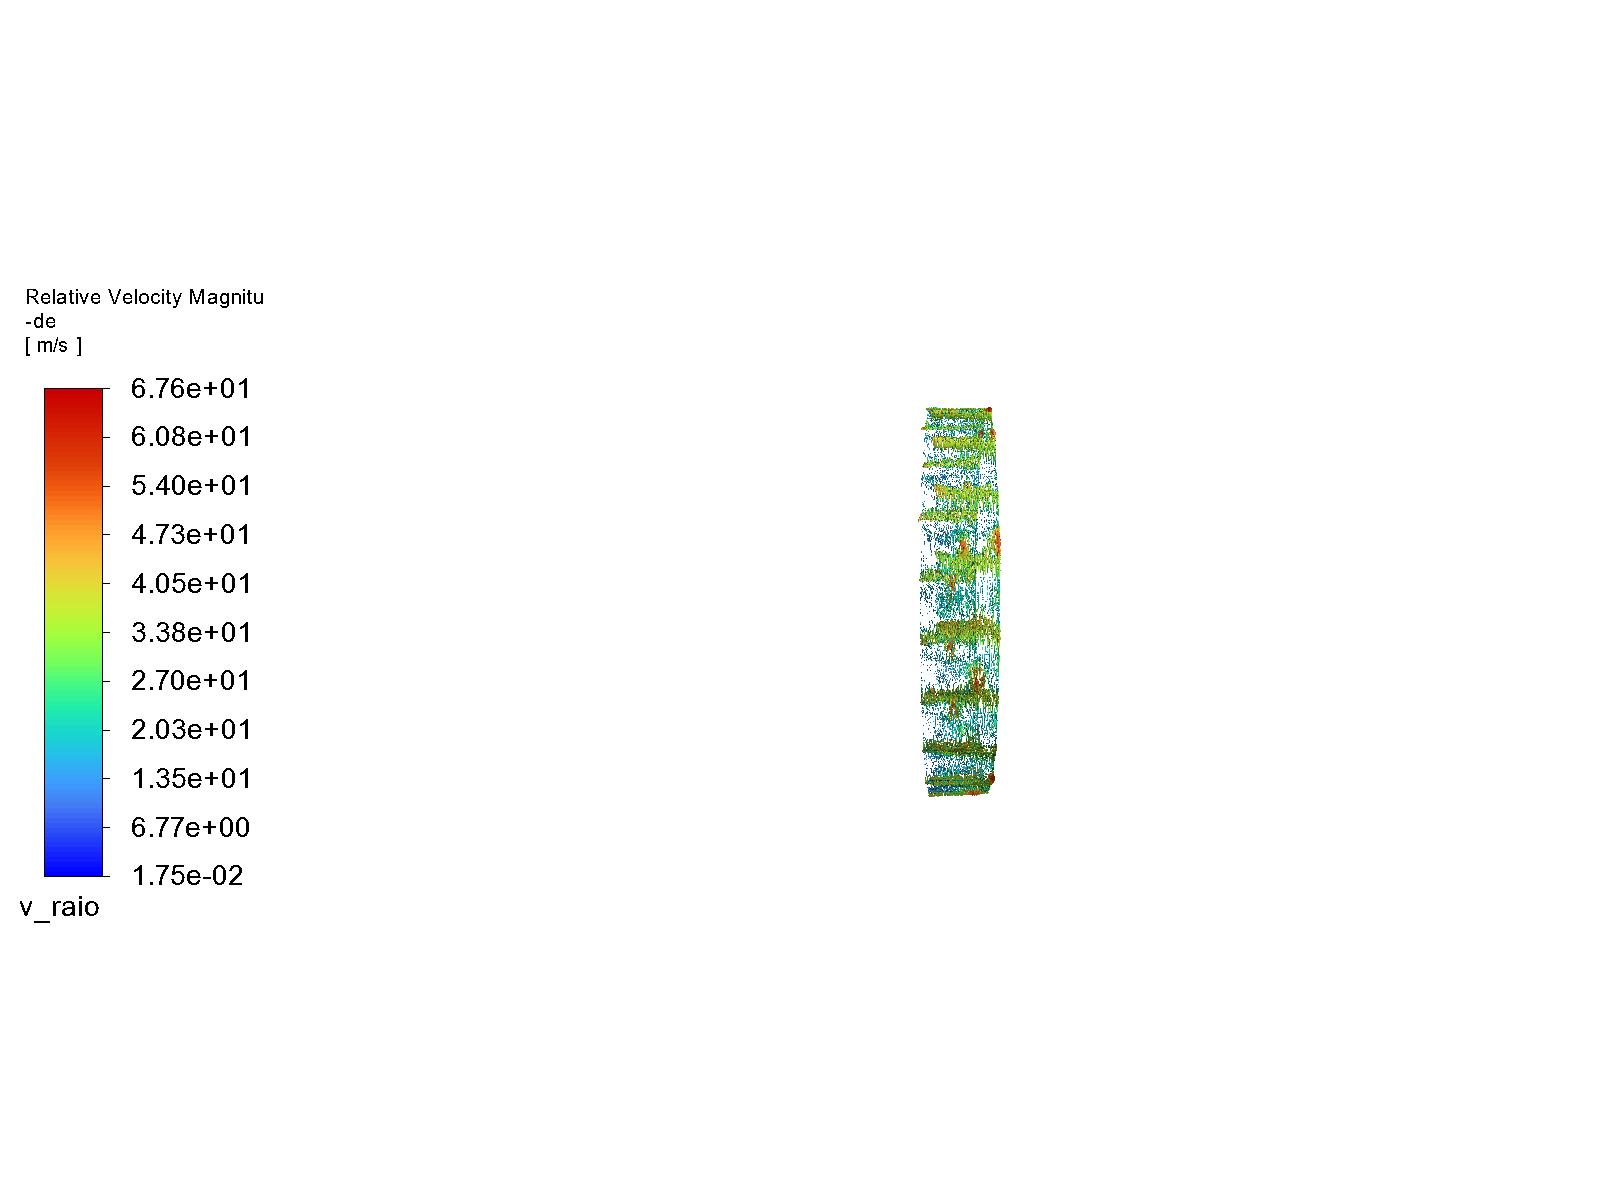 Relative Velocity Magnitu
-de
[ m/s ]
6.76e+01
6.08e+01
5.40e+01
4.73e+01
4.05e+01
3.38e+01
2.70e+01
2.03e+01
1.35e+01
6.77e+00
1.75e-02
v_raio